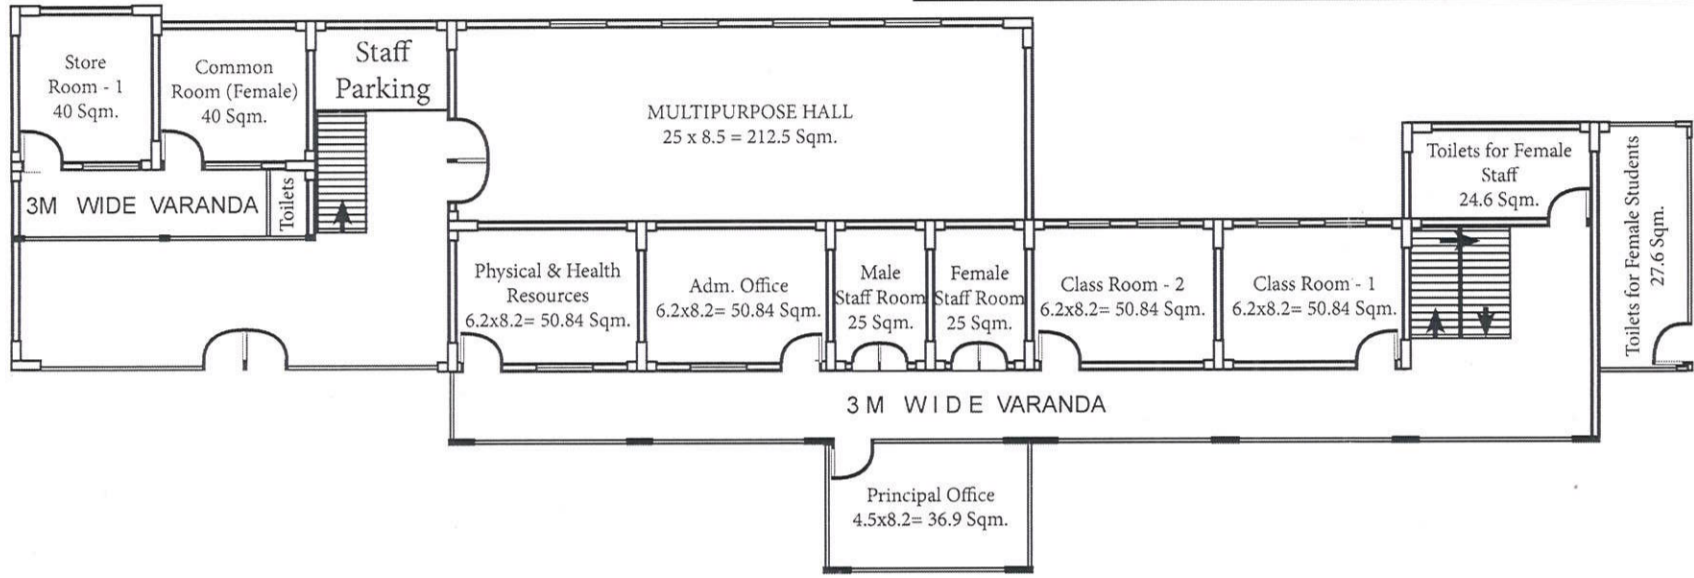 Store
Room - 1
40 Sqm.
Common
Room (Female)
40 Sqm.
Staff
Parking
MULTIPURPOSE HALL
25 x 8.5 = 212.5 Sqm.
Toilets for Female
Staff
24.6 Sqm.
Toilets for Female Students
27.6 Sqm.
3M WIDE VARANDA
Toilets
Physical & Health
Resources
6.2x8.2= 50.84 Sqm.
Adm. Office
6.2x8.2= 50.84 Sqm.
Male
Staff Room
25 Sqm.
Female
Staff Room
25 Sqm.
Class Room - 2
6.2x8.2= 50.84 Sqm.
Class Room - 1
6.2x8.2= 50.84 Sqm.
3 M WIDE VARANDA
Principal Office
4.5x8.2= 36.9 Sqm.